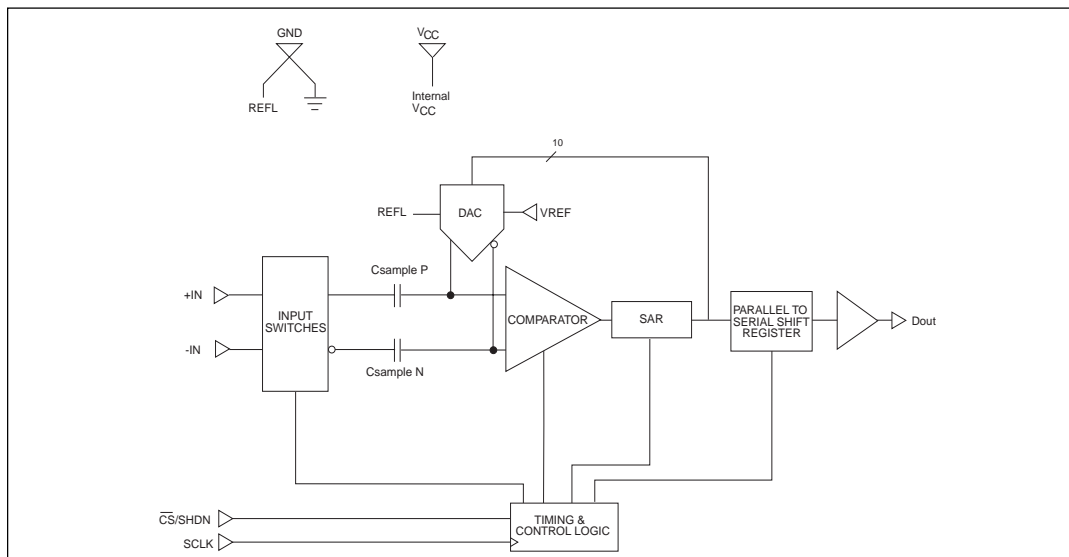 GND
VCC
REFL
Internal
VCC
10
REFL
DAC
VREF
Csample P
+IN
INPUT
SWITCHES
COMPARATOR
SAR
PARALLEL TO
SERIAL SHIFT
REGISTER
Dout
-IN
Csample N
C̅S̅/SHDN
TIMING &
CONTROL LOGIC
SCLK